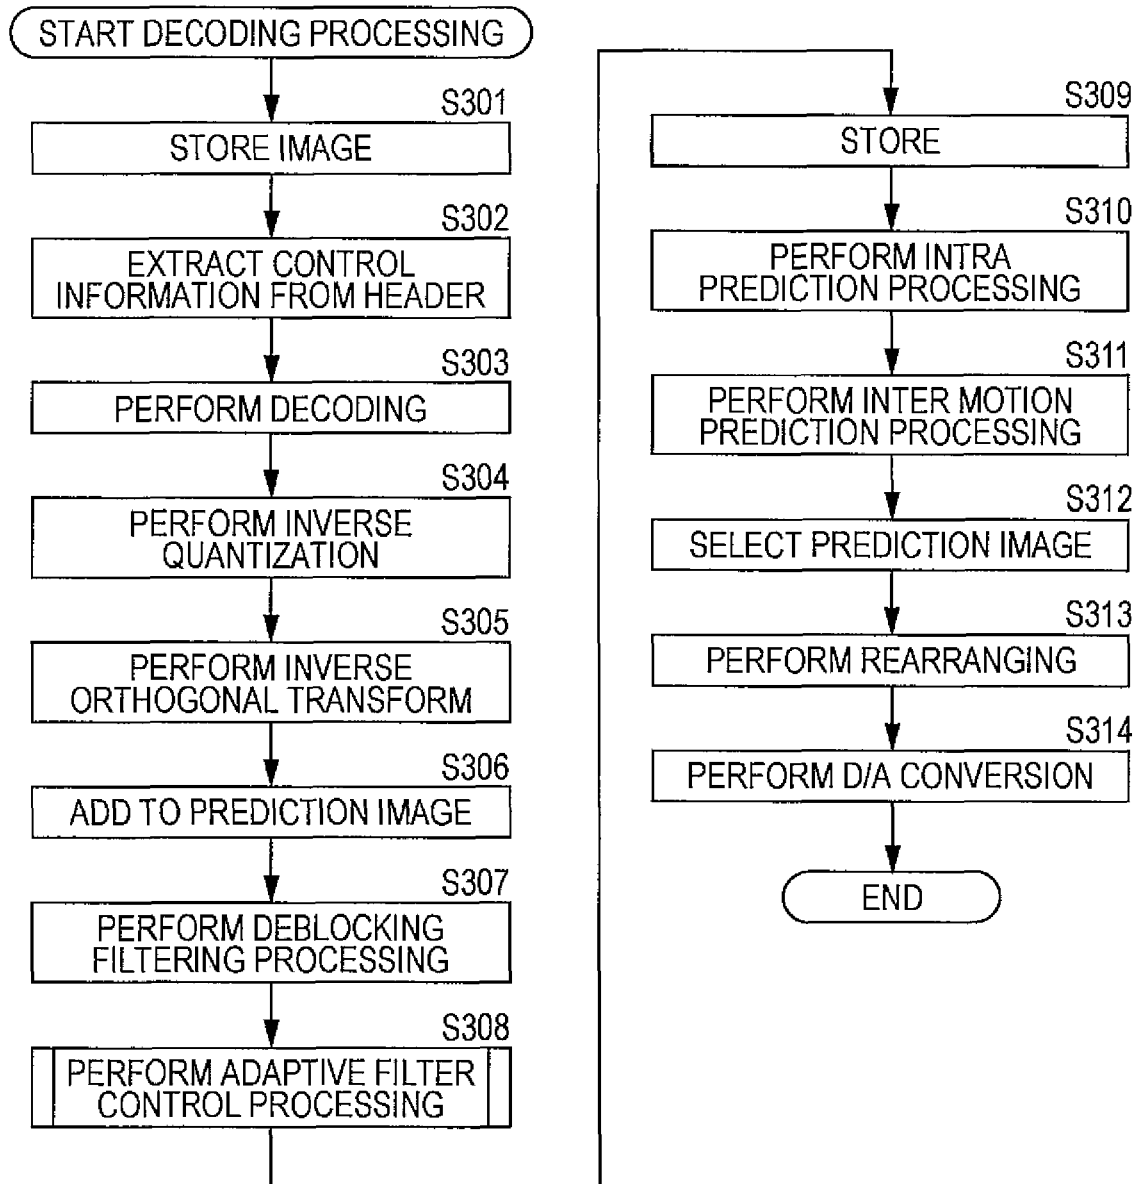 START DECODING PROCESSING
S301
STORE IMAGE
S302
EXTRACT CONTROL
INFORMATION FROM HEADER
S303
PERFORM DECODING
S304
PERFORM INVERSE
QUANTIZATION
S305
PERFORM INVERSE
ORTHOGONAL TRANSFORM
S306
ADD TO PREDICTION IMAGE
S307
PERFORM DEBLOCKING
FILTERING PROCESSING
S308
PERFORM ADAPTIVE FILTER
CONTROL PROCESSING
S309
STORE
S310
PERFORM INTRA
PREDICTION PROCESSING
S311
PERFORM INTER MOTION
PREDICTION PROCESSING
S312
SELECT PREDICTION IMAGE
S313
PERFORM REARRANGING
S314
PERFORM D/A CONVERSION
END